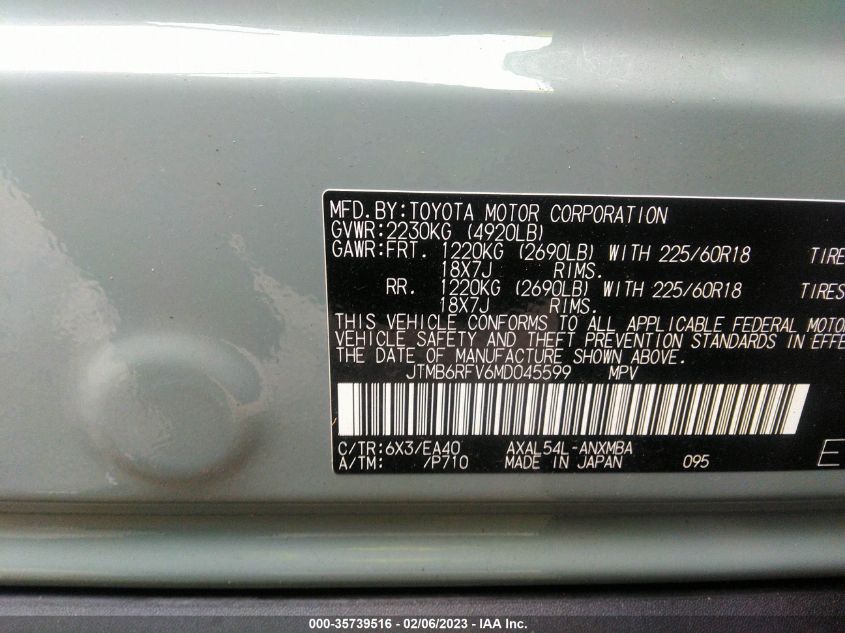 MFD.BY:TOYOTA MOTOR CORPORATION
GVWR:2230KG (4920LB)
GAWR:FRT. 1220KG (2690LB) WITH 225/60R18 TIRE
18X7J RIMS.
RR. 1220KG (2690LB) WITH 225/60R18 TIRES
18X7J RIMS.
THIS VEHICLE CONFORMS TO ALL APPLICABLE FEDERAL MOTO
VEHICLE SAFETY AND THEFT PREVENTION STANDARDS IN EFFE
THE DATE OF MANUFACTURE SHOWN ABOVE.
JTMB6RFV6MD045599 MPV
C/TR:6X3/EA40 AXAL54L-ANXMBA
A/TM: /P710 MADE IN JAPAN 095 E
000-35739516 - 02/06/2023 - IAA Inc.